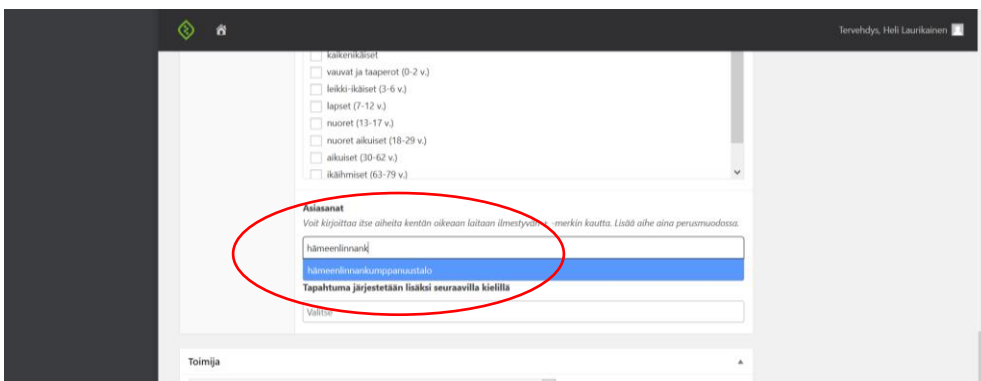 Tervehdys, Heli Laurikainen
kaikenikäiset
vauvat ja taaperot (0-2 v.)
leikki-ikäiset (3-6 v.)
lapset (7-12 v.)
nuoret (13-17 v.)
nuoret aikuiset (18-29 v.)
aikuiset (30-62 v.)
ikäihmiset (63-79 v.)
Asiasanat
Voit kirjoittaa itse aiheita kentän oikeaan laitaan ilmestyvän + -merkin kautta. Lisää aihe aina perusmuodossa.
hämeenlinnank
hämeenlinnankumppanuustalo
Tapahtuma järjestetään lisäksi seuraavilla kielillä
Valitse
Toimija